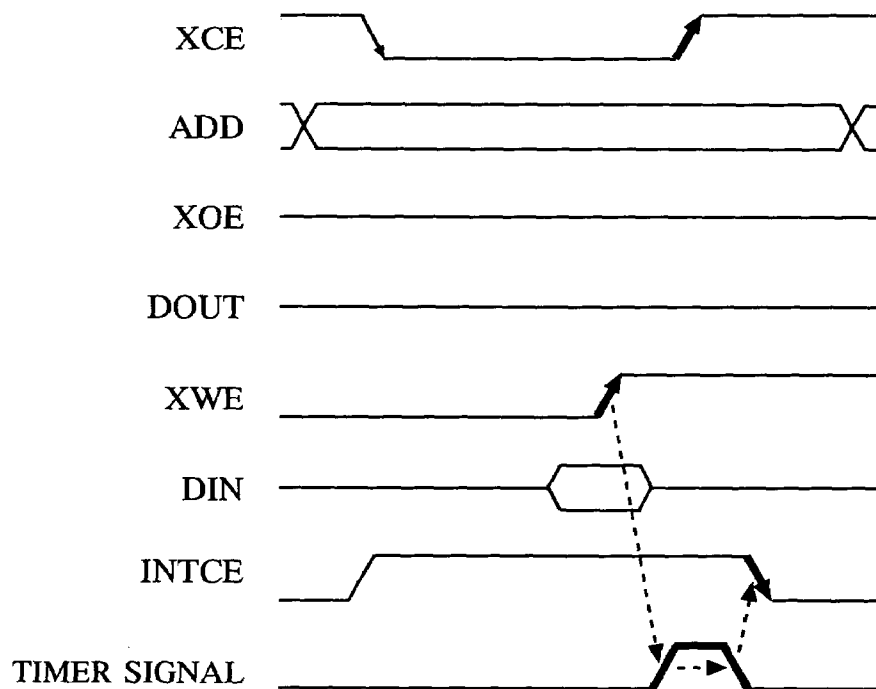 XCE
ADD
XOE
DOUT
XWE
DIN
INTCE
TIMER SIGNAL